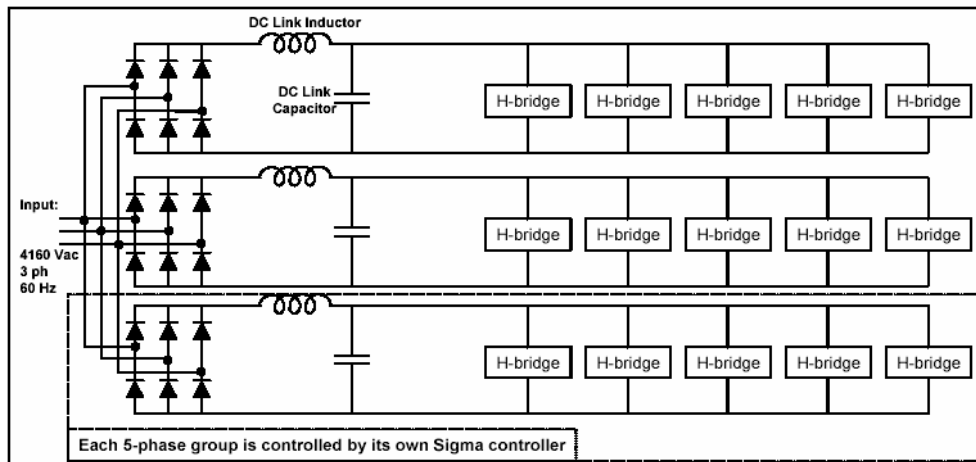 DC Link Inductor
DC Link
Capacitor
H-bridge H-bridge H-bridge H-bridge H-bridge
Input:
H-bridge H-bridge H-bridge H-bridge H-bridge
4160 Vac
3 ph
60 Hz
H-bridge H-bridge H-bridge H-bridge H-bridge
Each 5-phase group is controlled by its own Sigma controller